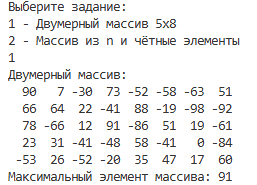 Выберите задание:
1 - Двумерный массив 5x8
2 - Массив из n и чётные элементы
1
Двумерный массив:
90 7 -30 73 -52 -58 -63 51
66 64 22 -41 88 -19 -98 -92
78 -66 12 91 -86 51 19 -61
23 31 -41 -48 58 -41 0 -84
-53 26 -52 -20 35 47 17 60
Максимальный элемент массива: 91